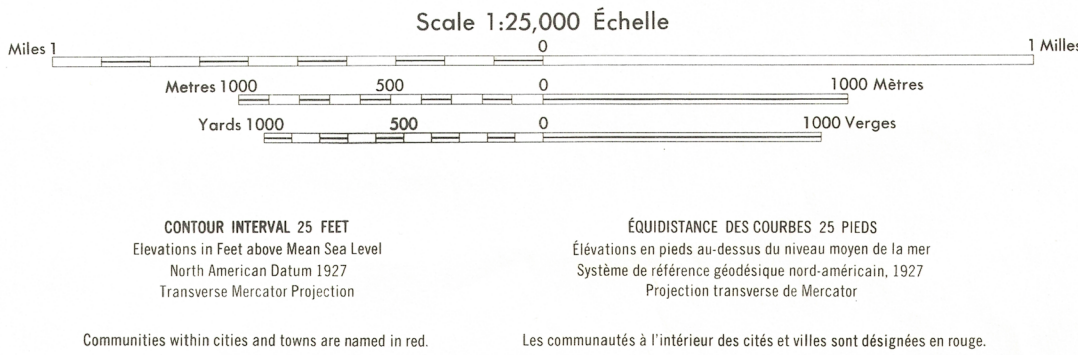 Scale 1:25,000 Échelle
Miles 1 0 1 Milles
Metres 1000 500 0 1000 Mètres
Yards 1000 500 0 1000 Verges
CONTOUR INTERVAL 25 FEET
Elevations in Feet above Mean Sea Level
North American Datum 1927
Transverse Mercator Projection
Communities within cities and towns are named in red.
ÉQUIDISTANCE DES COURBES 25 PIEDS
Élévations en pieds au-dessus du niveau moyen de la mer
Système de référence géodésique nord-américain, 1927
Projection transverse de Mercator
Les communautés à l'intérieur des cités et villes sont désignées en rouge.